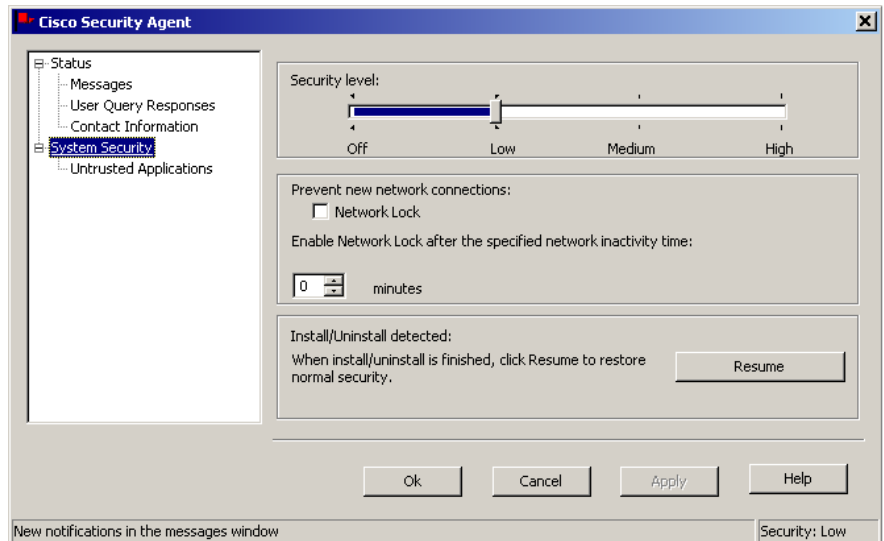 Cisco Security Agent
Status
Messages
User Query Responses
Contact Information
System Security
Untrusted Applications
Security level:
Off Low Medium High
Prevent new network connections:
Network Lock
Enable Network Lock after the specified network inactivity time:
0 minutes
Install/Uninstall detected:
When install/uninstall is finished, click Resume to restore
normal security.
Resume
Ok Cancel Apply Help
New notifications in the messages window
Security: Low